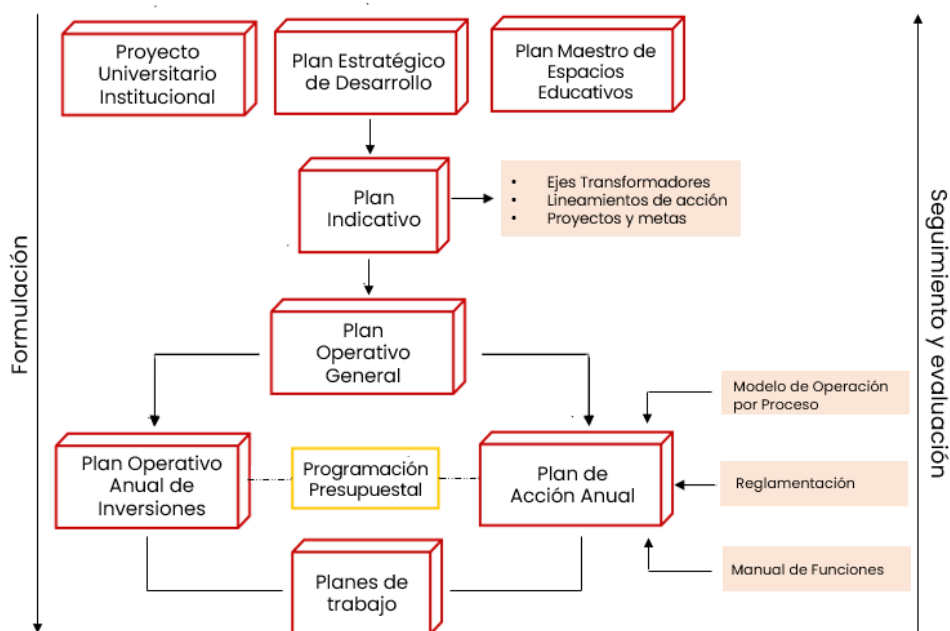 Proyecto
Universitario
Institucional
Plan Estratégico
de Desarrollo
Plan Maestro de
Espacios
Educativos
Plan
Indicativo
• Ejes Transformadores
• Lineamientos de acción
• Proyectos y metas
Formulación
Seguimiento y evaluación
Plan
Operativo
General
Modelo de Operación
por Proceso
Plan Operativo
Anual de
Inversiones
Programación
Presupuestal
Plan de
Acción Anual
Reglamentación
Manual de Funciones
Planes de
trabajo